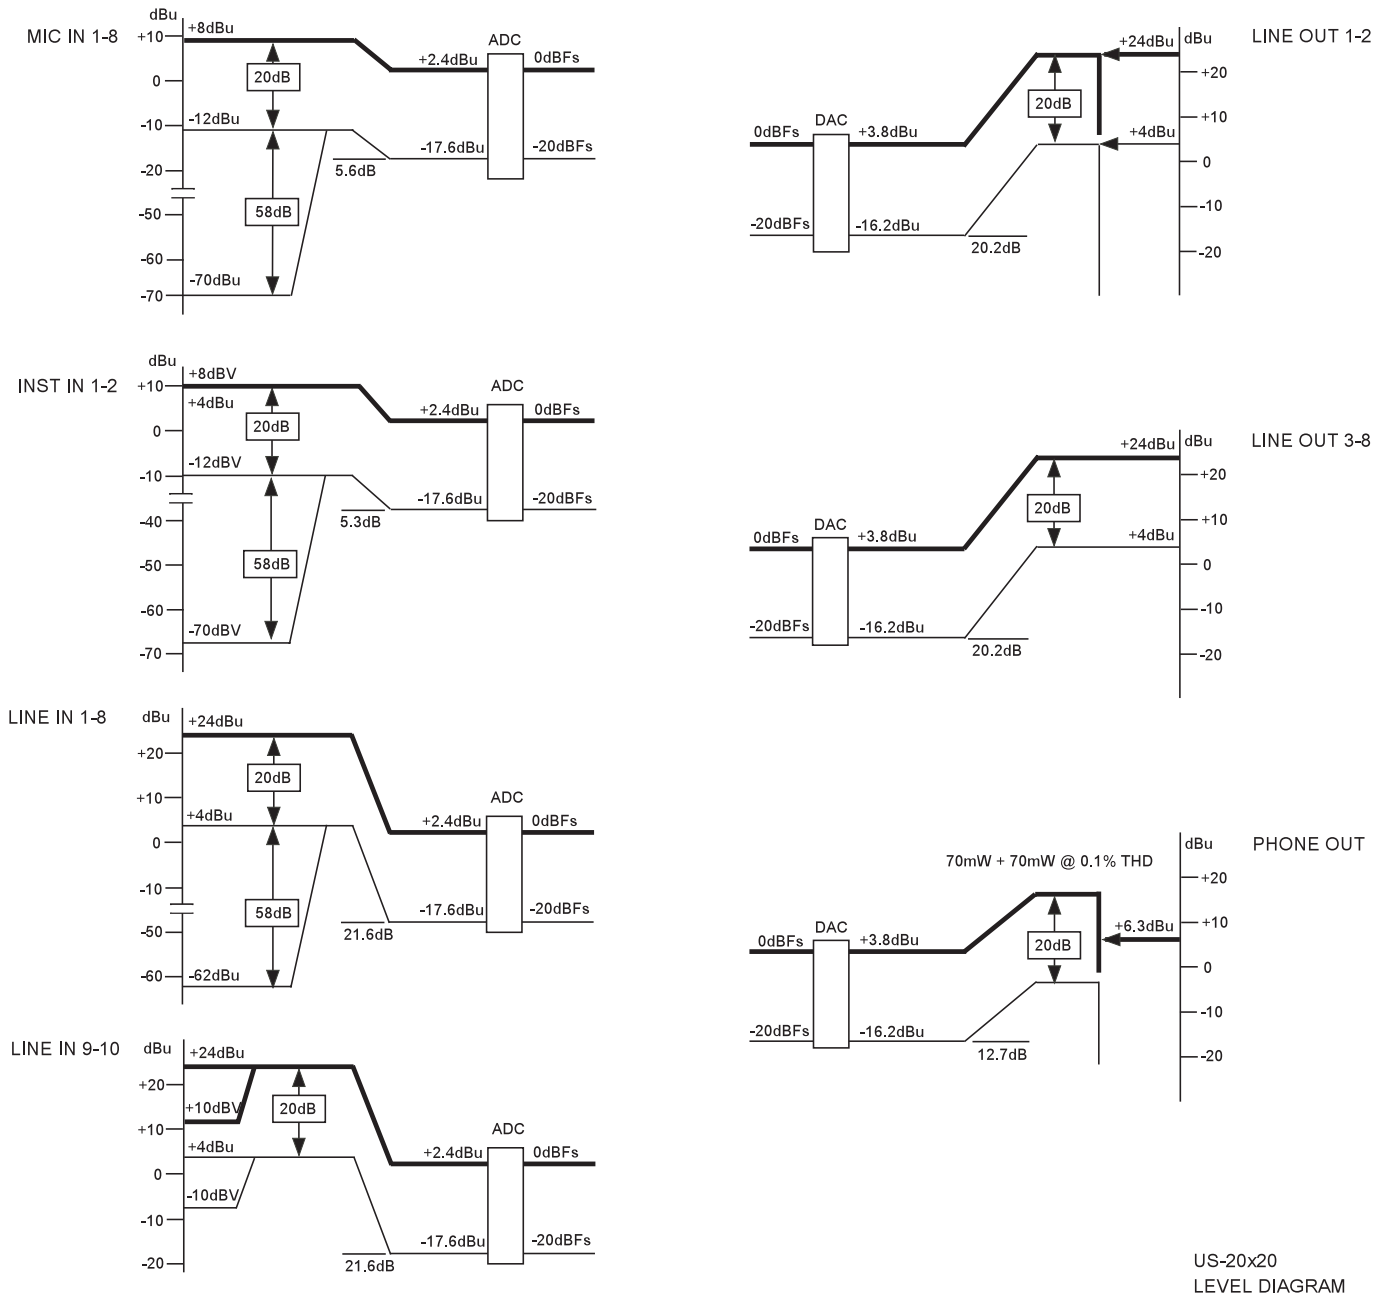 MIC IN 1-8
dBu
+8dBu
+10
0
-10
-20
-50
-60
-70
20dB
-12dBu
58dB
-70dBu
5.6dB
+2.4dBu
-17.6dBu
ADC
0dBFs
-20dBFs
INST IN 1-2
dBu
+8dBV
+10
+4dBu
0
-10
-40
-50
-60
-70
20dB
-12dBV
58dB
-70dBV
5.3dB
+2.4dBu
-17.6dBu
ADC
0dBFs
-20dBFs
LINE IN 1-8
dBu
+24dBu
+20
+10
0
-10
-50
-60
20dB
+4dBu
58dB
-62dBu
21.6dB
+2.4dBu
-17.6dBu
ADC
0dBFs
-20dBFs
LINE IN 9-10
dBu
+24dBu
+20
+10dBV
+10
+4dBu
0
-10dBV
-10
-20
20dB
21.6dB
+2.4dBu
-17.6dBu
ADC
0dBFs
-20dBFs
LINE OUT 1-2
dBu
+24dBu
+20
+10
+4dBu
0
-10
-20
20dB
DAC
0dBFs
+3.8dBu
-20dBFs
-16.2dBu
20.2dB
LINE OUT 3-8
dBu
+24dBu
+20
+10
+4dBu
0
-10
-20
20dB
DAC
0dBFs
+3.8dBu
-20dBFs
-16.2dBu
20.2dB
PHONE OUT
dBu
70mW + 70mW @ 0.1% THD
+20
+10
+6.3dBu
0
-10
-20
20dB
DAC
0dBFs
+3.8dBu
-20dBFs
-16.2dBu
12.7dB
US-20x20
LEVEL DIAGRAM